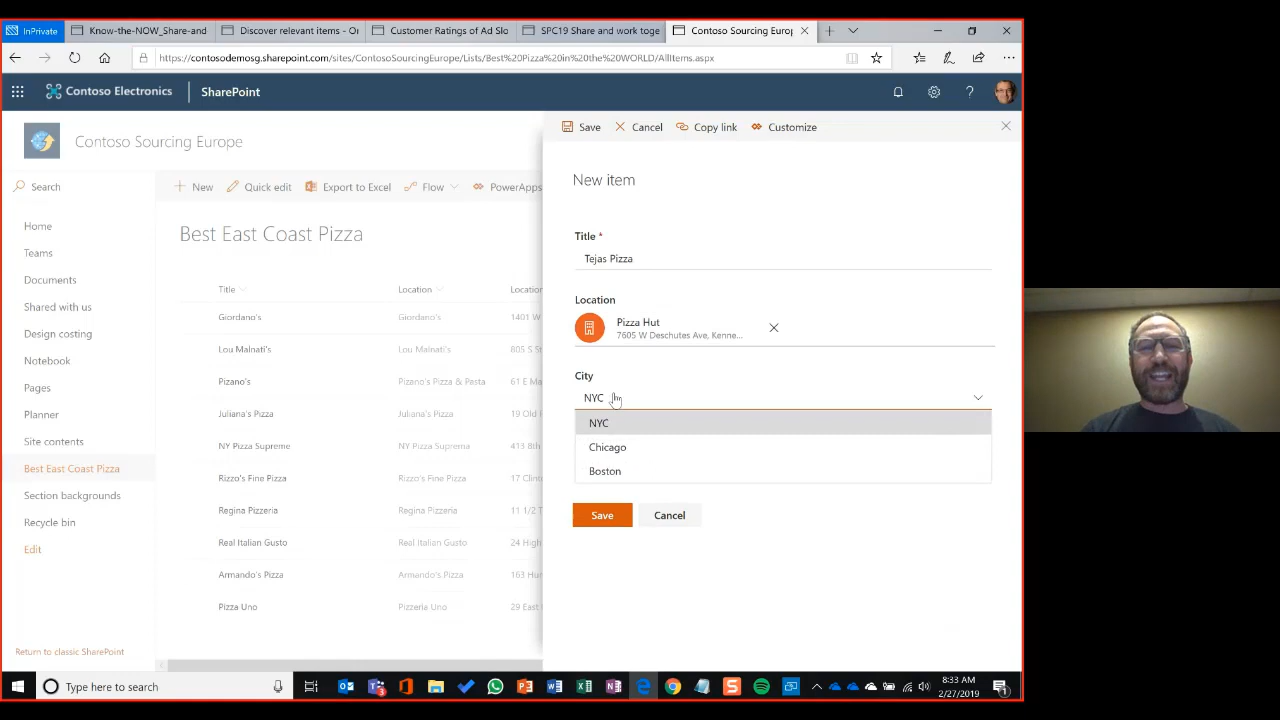 InPrivate
Know-the-NOW_Share-and
Discover relevant items - Or
Customer Ratings of Ad Slo
SPC19 Share and work toge
Contoso Sourcing Europ
https://contosodemosg.sharepoint.com/sites/ContosoSourcingEurope/Lists/Best%20Pizza%20in%20the%20WORLD/AllItems.aspx
Contoso Electronics
SharePoint
?
Contoso Sourcing Europe
Search
Home
Teams
Documents
Shared with us
Design costing
Notebook
Pages
Planner
Site contents
Best East Coast Pizza
Section backgrounds
Recycle bin
Edit
Return to classic SharePoint
New Quick edit Export to Excel Flow PowerApps
Best East Coast Pizza
Title Location Location
Giordano's Giordano's 1401 W
Lou Malnati's Lou Malnati's 805 S S
Pizano's Pizano's Pizza & Pasta 61 E M
Juliana's Pizza Juliana's Pizza 19 Old
NY Pizza Supreme NY Pizza Suprema 413 8th
Rizzo's Fine Pizza Rizzo's Fine Pizza 17 Clint
Regina Pizzeria Regina Pizzeria 11 1/2 T
Real Italian Gusto Real Italian Gusto 24 High
Armando's Pizza Armando's Pizza 163 Hu
Pizza Uno Pizzeria Uno 29 East
Save Cancel Copy link Customize
New item
Title *
Tejas Pizza
Location
Pizza Hut
7605 W Deschutes Ave, Kenne...
City
NYC
NYC
Chicago
Boston
Save Cancel
Type here to search
3
8:33 AM
2/27/2019
1